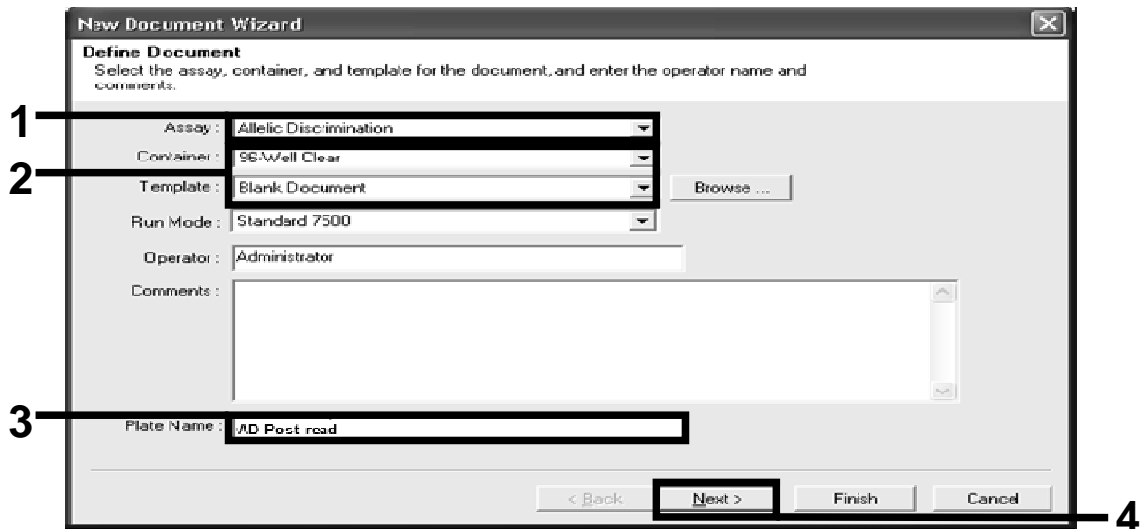 New Document Wizard
Define Document
Select the assay, container, and template for the document, and enter the operator name and
comments.
1 Assay : Allelic Discrimination
Container : 96-Well Clear
2
Template : Blank Document Browse ...
Run Mode : Standard 7500
Operator : Administrator
Comments :
3 Plate Name : AD Post-read
< Back Next > Finish Cancel
4